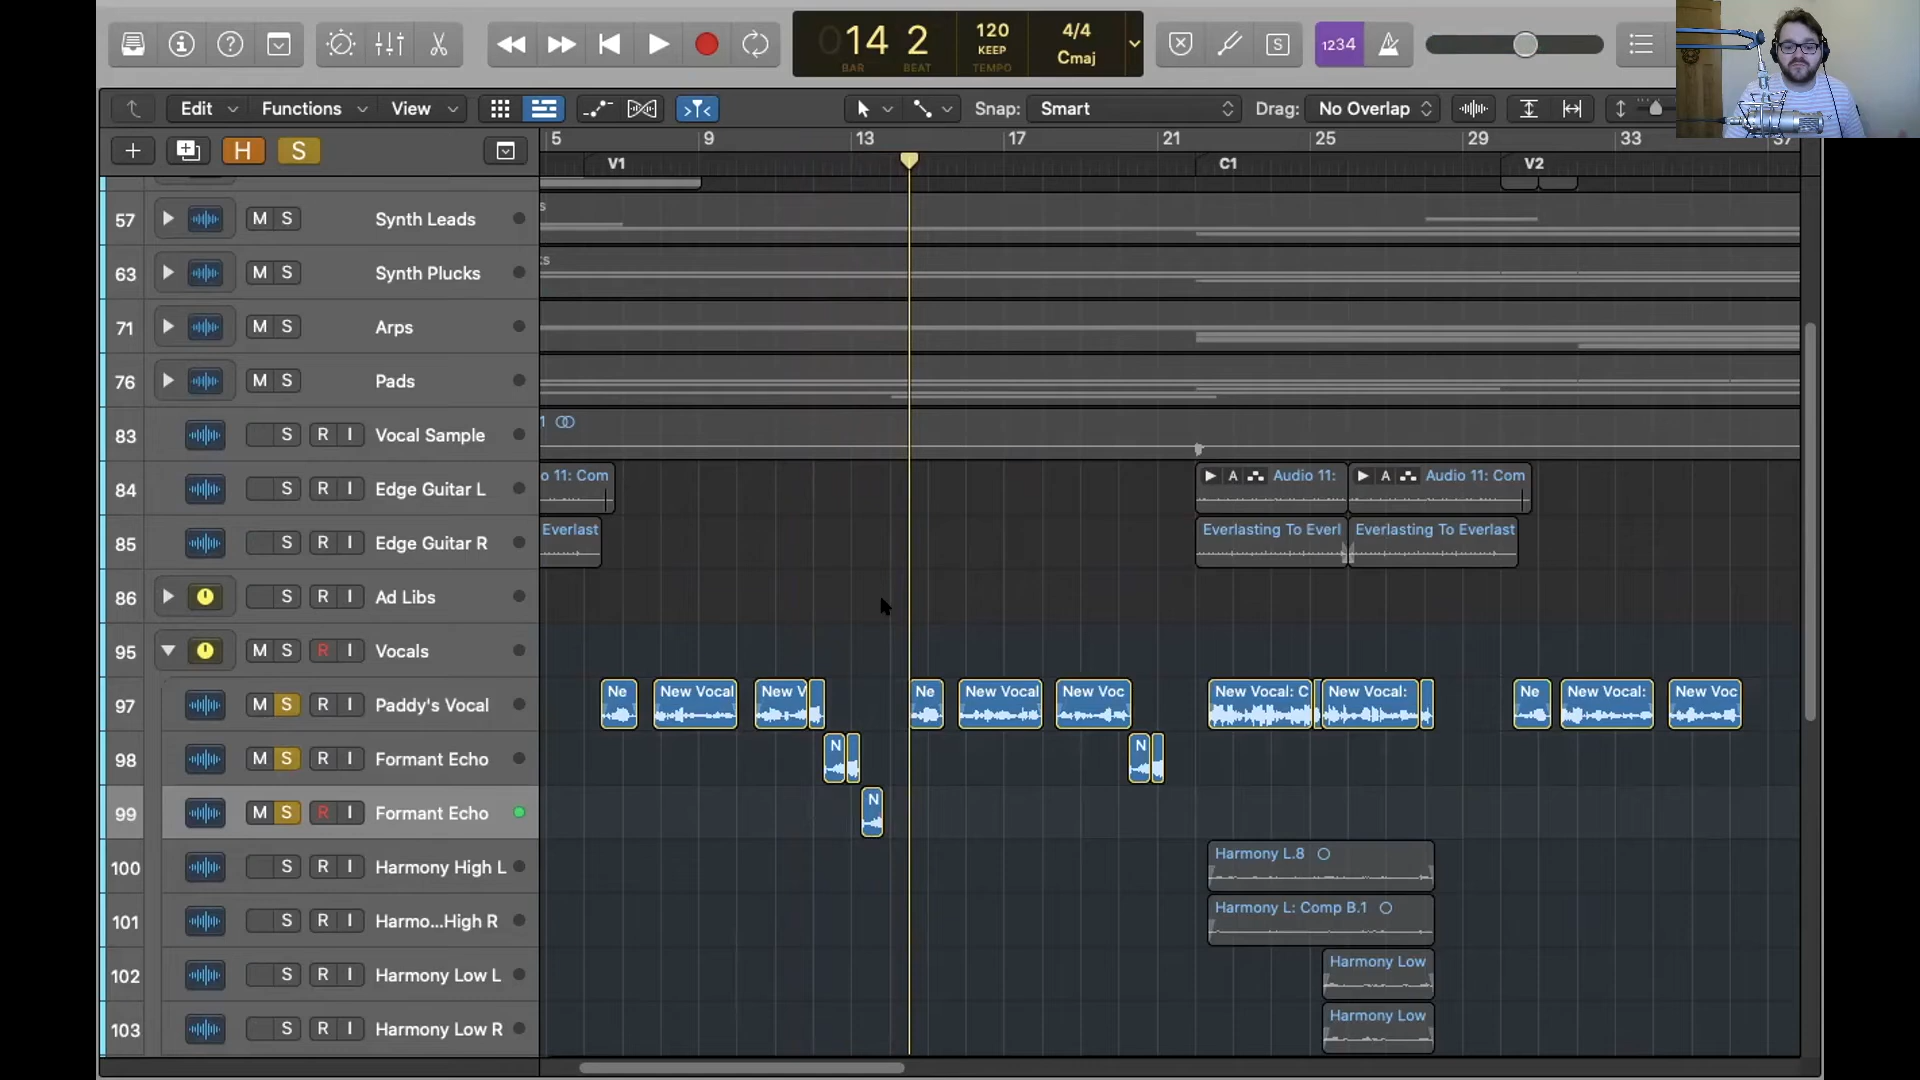 14 2
BAR BEAT
120
KEEP
TEMPO
4/4
Cmaj
S
1234
Edit Functions View
Snap: Smart
Drag: No Overlap
H S
5 9 13 17 21 25 29 33 37
V1 C1 V2
57 M S Synth Leads
s
63 M S Synth Plucks
ks
71 M S Arps
76 M S Pads
83 S R I Vocal Sample
1
84 S R I Edge Guitar L
o 11: Com
A Audio 11:
A Audio 11: Com
85 S R I Edge Guitar R
Everlast
Everlasting To Everl
Everlasting To Everlast
86 S R I Ad Libs
95 M S R I Vocals
97 M S R I Paddy's Vocal
Ne
New Vocal
New V
Ne
New Vocal
New Voc
New Vocal: C
New Vocal:
Ne
New Vocal:
New Voc
98 M S R I Formant Echo
N
N
99 M S R I Formant Echo
N
100 S R I Harmony High L
Harmony L.8
101 S R I Harmo...High R
Harmony L: Comp B.1
102 S R I Harmony Low L
Harmony Low
103 S R I Harmony Low R
Harmony Low